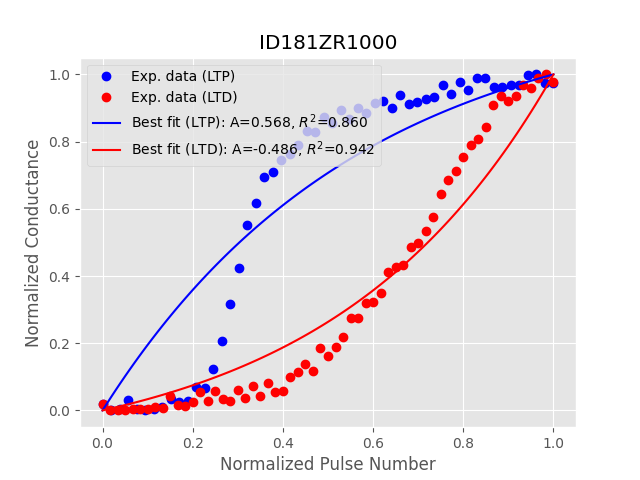 ID181ZR1000
Exp. data (LTP)
Exp. data (LTD)
Best fit (LTP): A=0.568, R²=0.860
Best fit (LTD): A=-0.486, R²=0.942
Normalized Conductance
1.0
0.8
0.6
0.4
0.2
0.0
0.0 0.2 0.4 0.6 0.8 1.0
Normalized Pulse Number